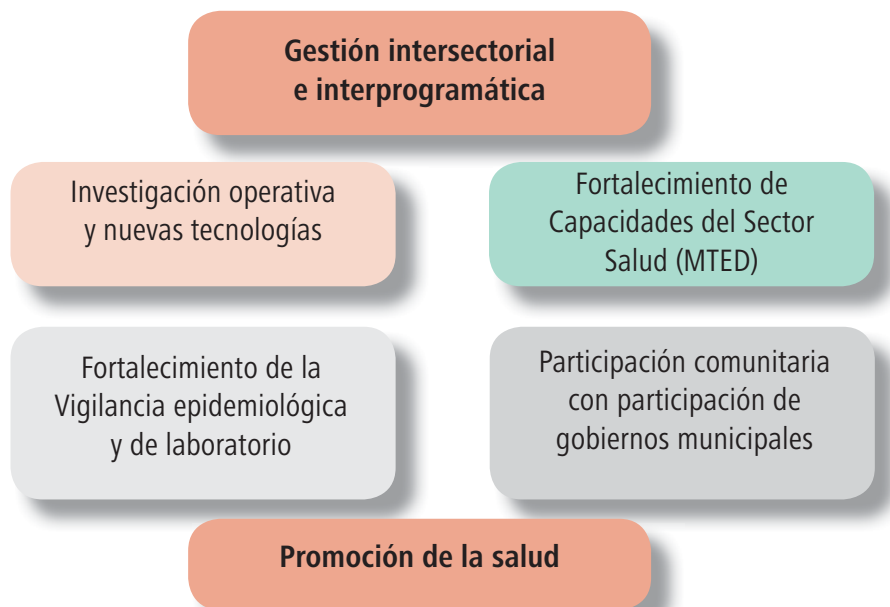 Gestión intersectorial
e interprogramática
Investigación operativa
y nuevas tecnologías
Fortalecimiento de
Capacidades del Sector
Salud (MTED)
Fortalecimiento de la
Vigilancia epidemiológica
y de laboratorio
Participación comunitaria
con participación de
gobiernos municipales
Promoción de la salud